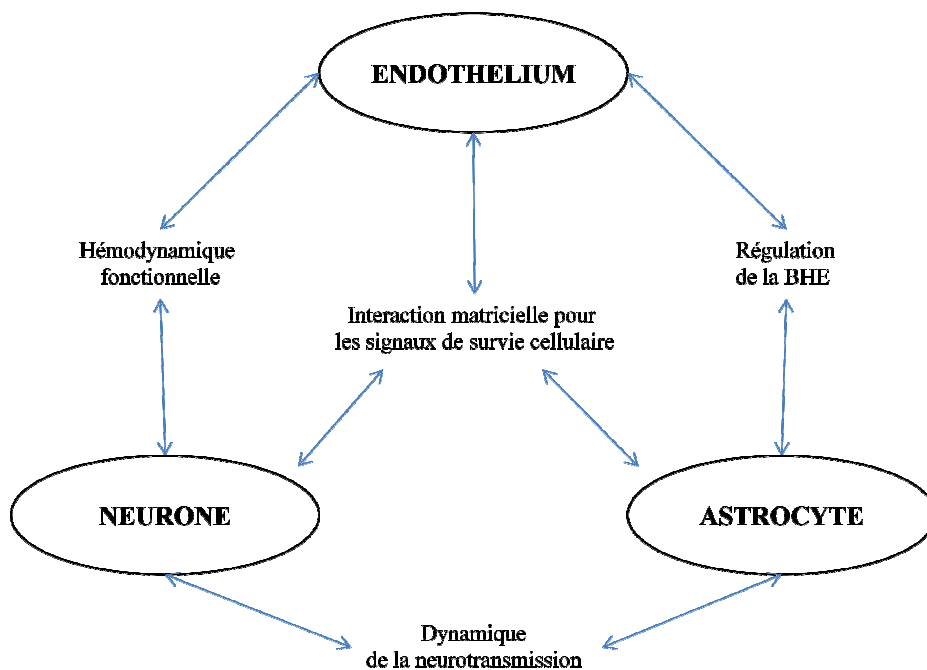 ENDOTHELIUM
Hémodynamique
fonctionnelle
Régulation
de la BHE
Interaction matricielle pour
les signaux de survie cellulaire
NEURONE
ASTROCYTE
Dynamique
de la neurotransmission